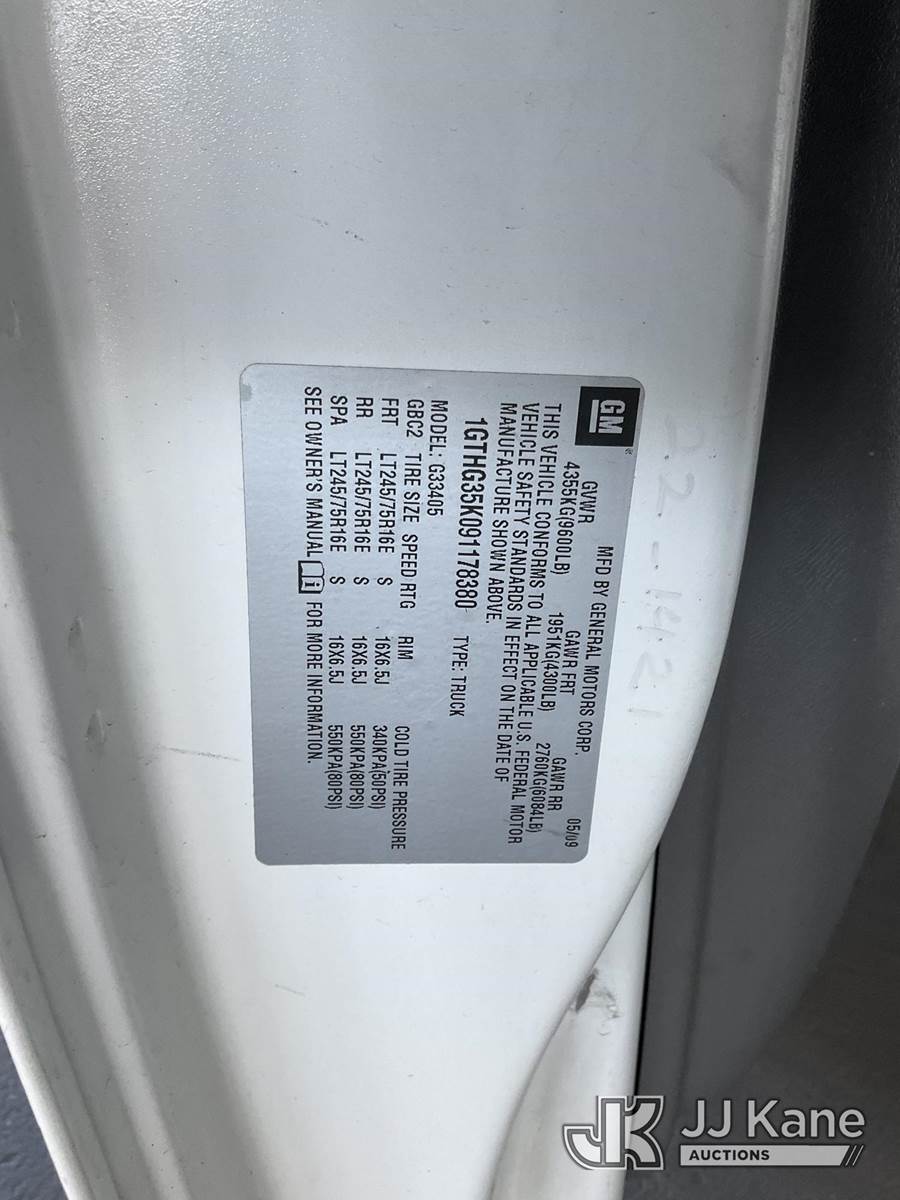 GM
MFD BY GENERAL MOTORS CORP. 05/09
GVWR GAWR FRT GAWR RR
4355KG(9600LB) 1951KG(4300LB) 2760KG(6084LB)
THIS VEHICLE CONFORMS TO ALL APPLICABLE U.S. FEDERAL MOTOR
VEHICLE SAFETY STANDARDS IN EFFECT ON THE DATE OF
MANUFACTURE SHOWN ABOVE.
1GTHG35K091178380 TYPE: TRUCK
MODEL: G33405
GBC2 TIRE SIZE SPEED RTG RIM COLD TIRE PRESSURE
FRT LT245/75R16E S 16X6.5J 340KPA(50PSI)
RR LT245/75R16E S 16X6.5J 550KPA(80PSI)
SPA LT245/75R16E S 16X6.5J 550KPA(80PSI)
SEE OWNER'S MANUAL i FOR MORE INFORMATION.
22-1421
JK JJ Kane
AUCTIONS